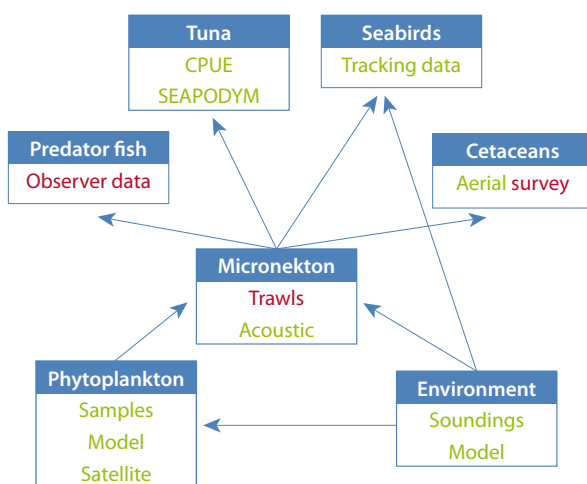 Tuna
CPUE
SEAPODYM
Seabirds
Tracking data
Predator fish
Observer data
Cetaceans
Aerial survey
Micronekton
Trawls
Acoustic
Phytoplankton
Samples
Model
Satellite
Environment
Soundings
Model